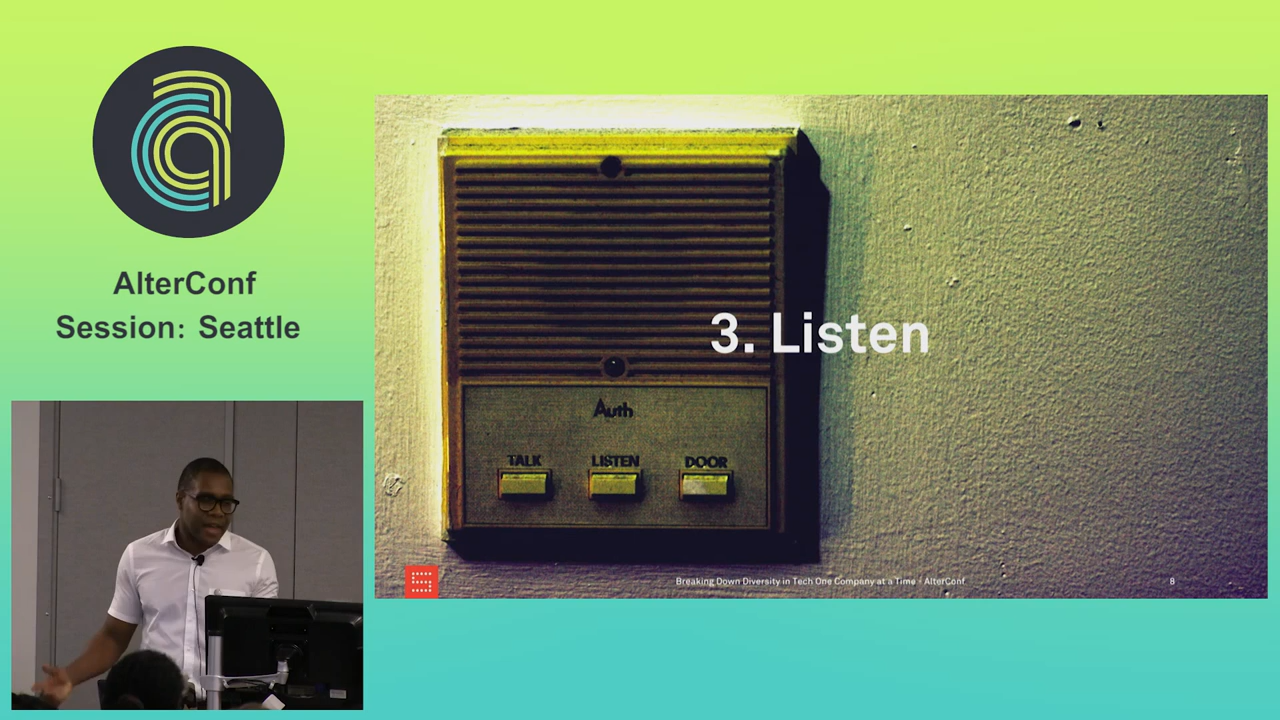 AlterConf
Session: Seattle
3. Listen
Auth
TALK LISTEN DOOR
Breaking Down Diversity in Tech One Company at a Time - AlterConf
8